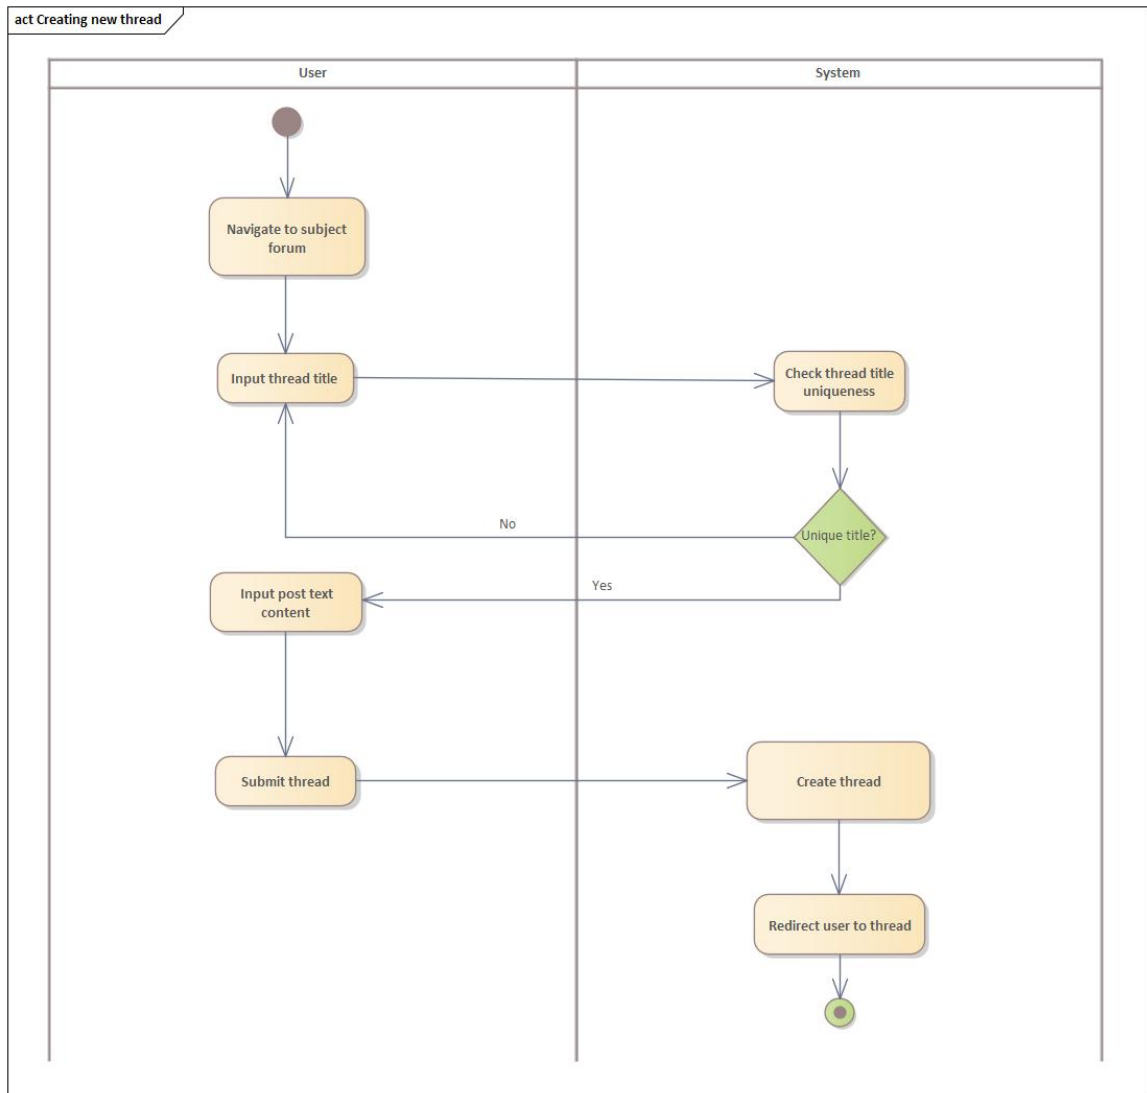 act Creating new thread
User
System
Navigate to subject
forum
Input thread title
Check thread title
uniqueness
Unique title?
No
Yes
Input post text
content
Submit thread
Create thread
Redirect user to thread